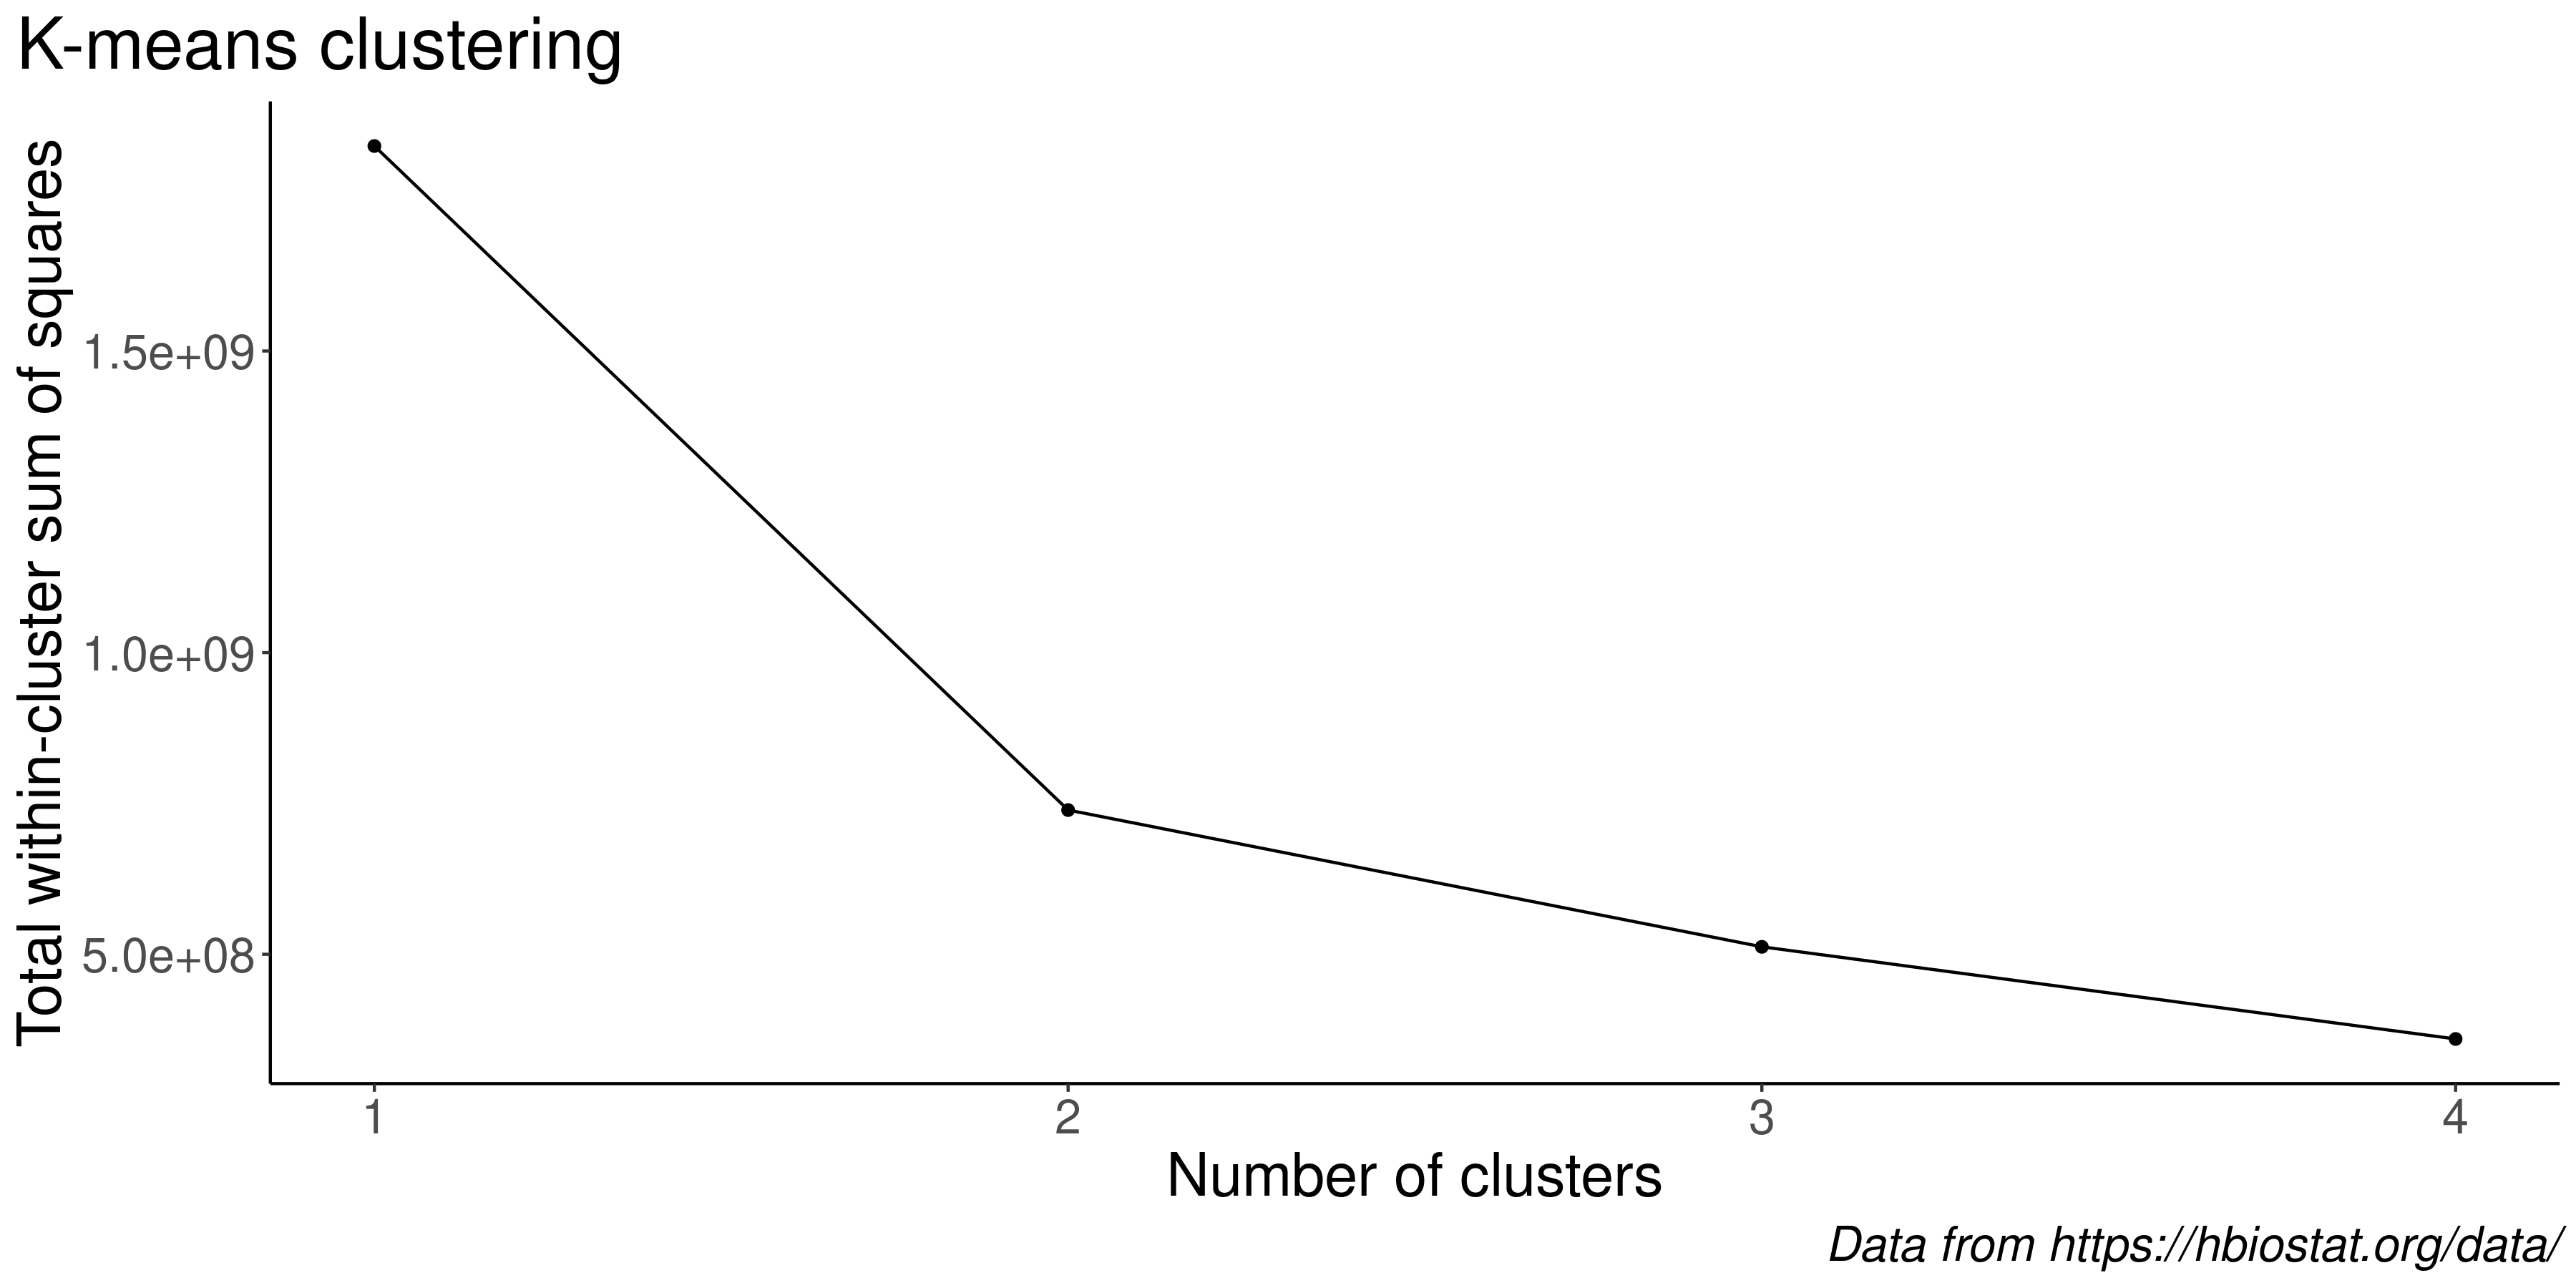 K-means clustering
Total within-cluster sum of squares
1.5e+09
1.0e+09
5.0e+08
1
2
3
4
Number of clusters
Data from https://hbiostat.org/data/